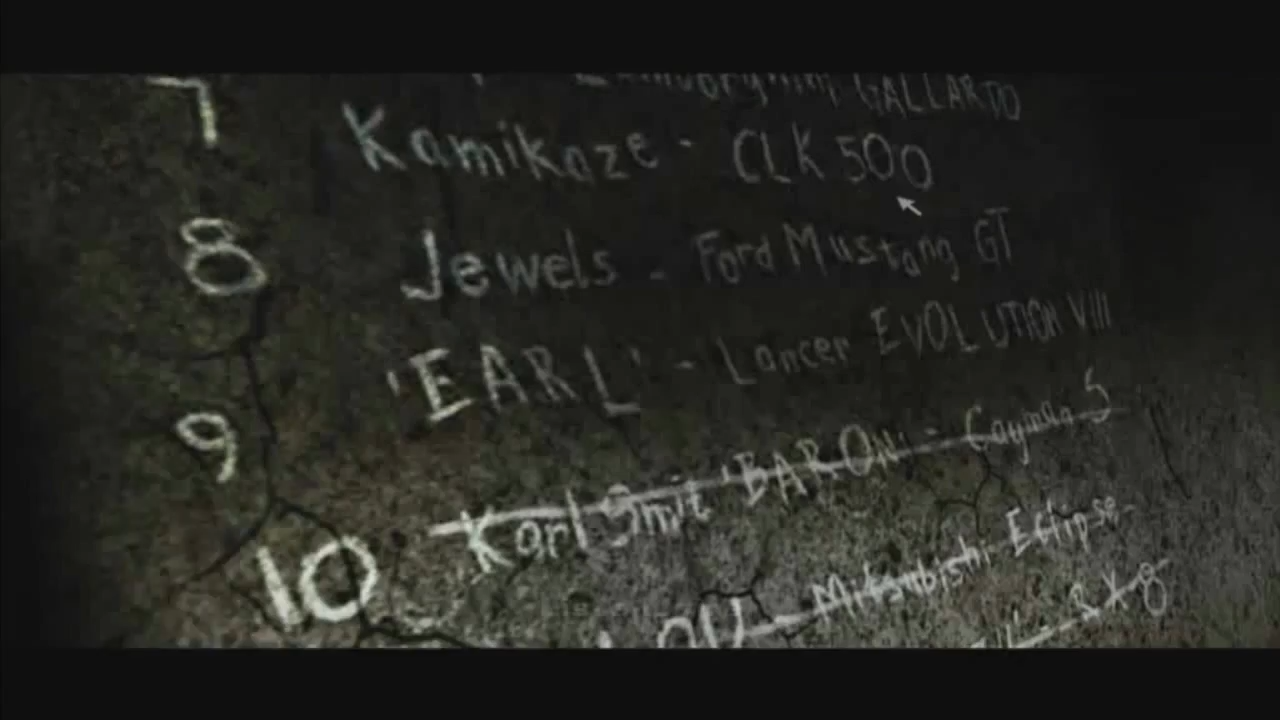 GALLARDO
7 Kamikaze - CLK 500
8 Jewels - Ford Mustang GT
9 'EARL' - Lancer EVOLUTION VIII
10 Karl Smit 'BARON' - Cayman S
Mitsubishi Eclipse